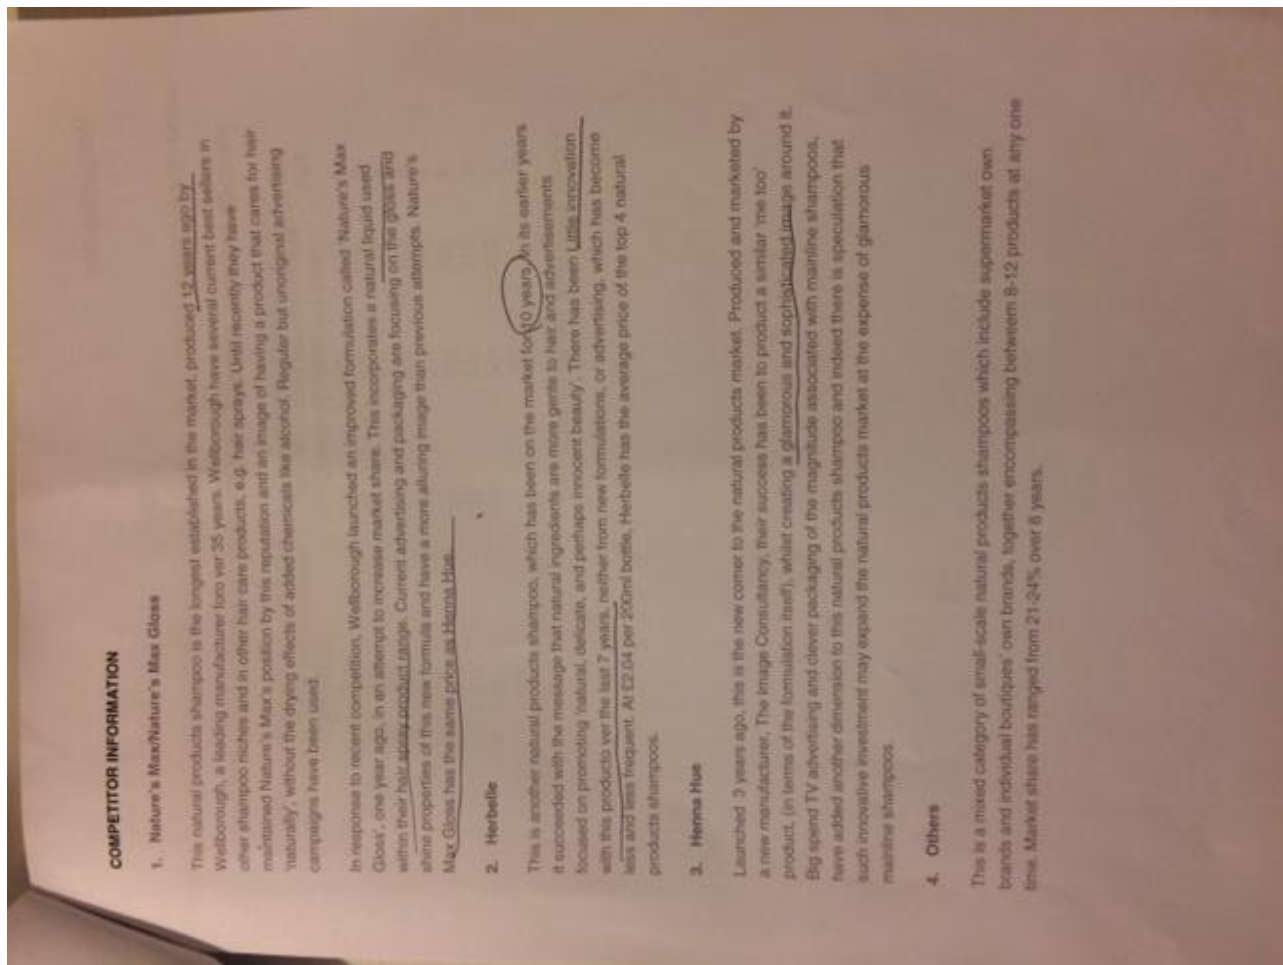 COMPETITOR INFORMATION
1. Nature's Max/Nature's Max Gloss
This natural products shampoo is the longest established in the market, produced 12 years ago by
Wellborough, a leading manufacturer foro ver 35 years. Wellborough have several current best sellers in
other shampoo niches and in other hair care products, e.g. hair sprays. Until recently they have
maintained Nature's Max's position by this reputation and an image of having a product that cares for hair
'naturally', without the drying effects of added chemicals like alcohol. Regular but unoriginal advertising
campaigns have been used.
In response to recent competition, Wellborough launched an improved formulation called 'Nature's Max
Gloss', one year ago, in an attempt to increase market share. This incorporates a natural liquid used
within their hair spray product range. Current advertising and packaging are focusing on the gloss and
shine properties of this new formula and have a more alluring image than previous attempts. Nature's
Max Gloss has the same price as Henna Hue.
2. Herbelle
This is another natural products shampoo, which has been on the market for 10 years. In its earlier years
it succeeded with the message that natural ingredients are more gentle to hair and advertisements
focused on promoting 'natural, delicate, and perhaps innocent beauty'. There has been Little innovation
with this producto ver the last 7 years, neither from new formulations, or advertising, which has become
less and less frequent. At £2.04 per 200ml bottle, Herbelle has the average price of the top 4 natural
products shampoos.
3. Henna Hue
Launched 3 years ago, this is the new comer to the natural products market. Produced and marketed by
a new manufacturer, The Image Consultancy, their success has been to product a similar 'me too'
product, (in terms of the formulation itself), whilst creating a glamorous and sophisticated image around it.
Big spend TV advertising and clever packaging of the magnitude associated with mainline shampoos,
have added another dimension to this natural products shampoo and indeed there is speculation that
such innovative investment may expand the natural products market at the expense of glamorous
mainline shampoos.
4. Others
This is a mixed category of small-scale natural products shampoos which include supermarket own
brands and individual boutiques' own brands, together encompassing betweern 8-12 products at any one
time. Market share has ranged from 21-24% over 6 years.